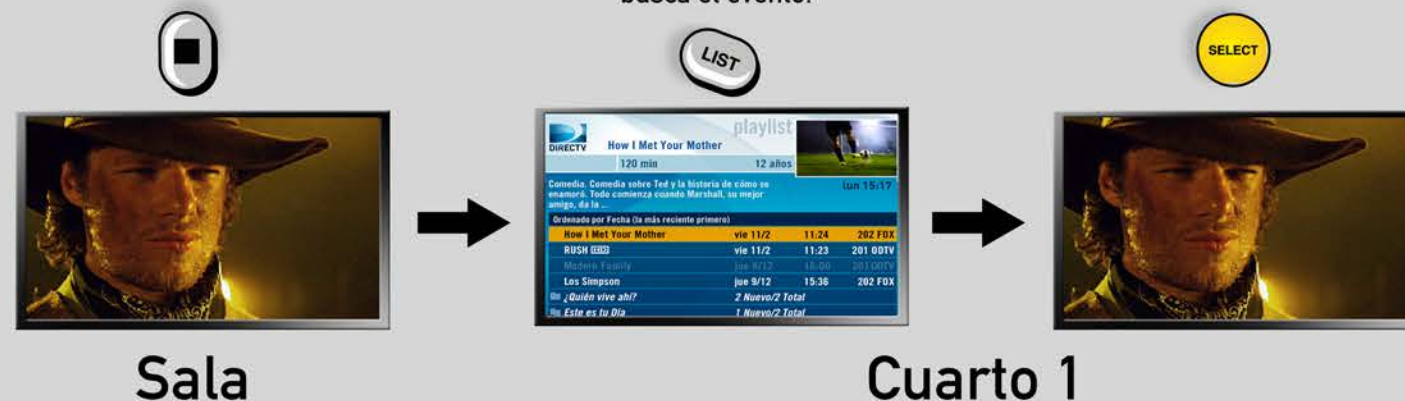 busca el evento.
LIST
SELECT
playlist
DIRECTV
How I Met Your Mother
120 min 12 años
Comedia. Comedia sobre Ted y la historia de cómo se
enamoró. Todo comienza cuando Marshall, su mejor
amigo, da la ...
lun 15:17
Ordenado por Fecha (la más reciente primero)
How I Met Your Mother vie 11/2 11:24 202 FOX
RUSH HD vie 11/2 11:23 201 ODTV
Modern Family jue 9/12 16:00 201 ODTV
Los Simpson jue 9/12 15:36 202 FOX
¿Quién vive ahí? 2 Nuevo/2 Total
Este es tu Día 1 Nuevo/2 Total
Sala
Cuarto 1